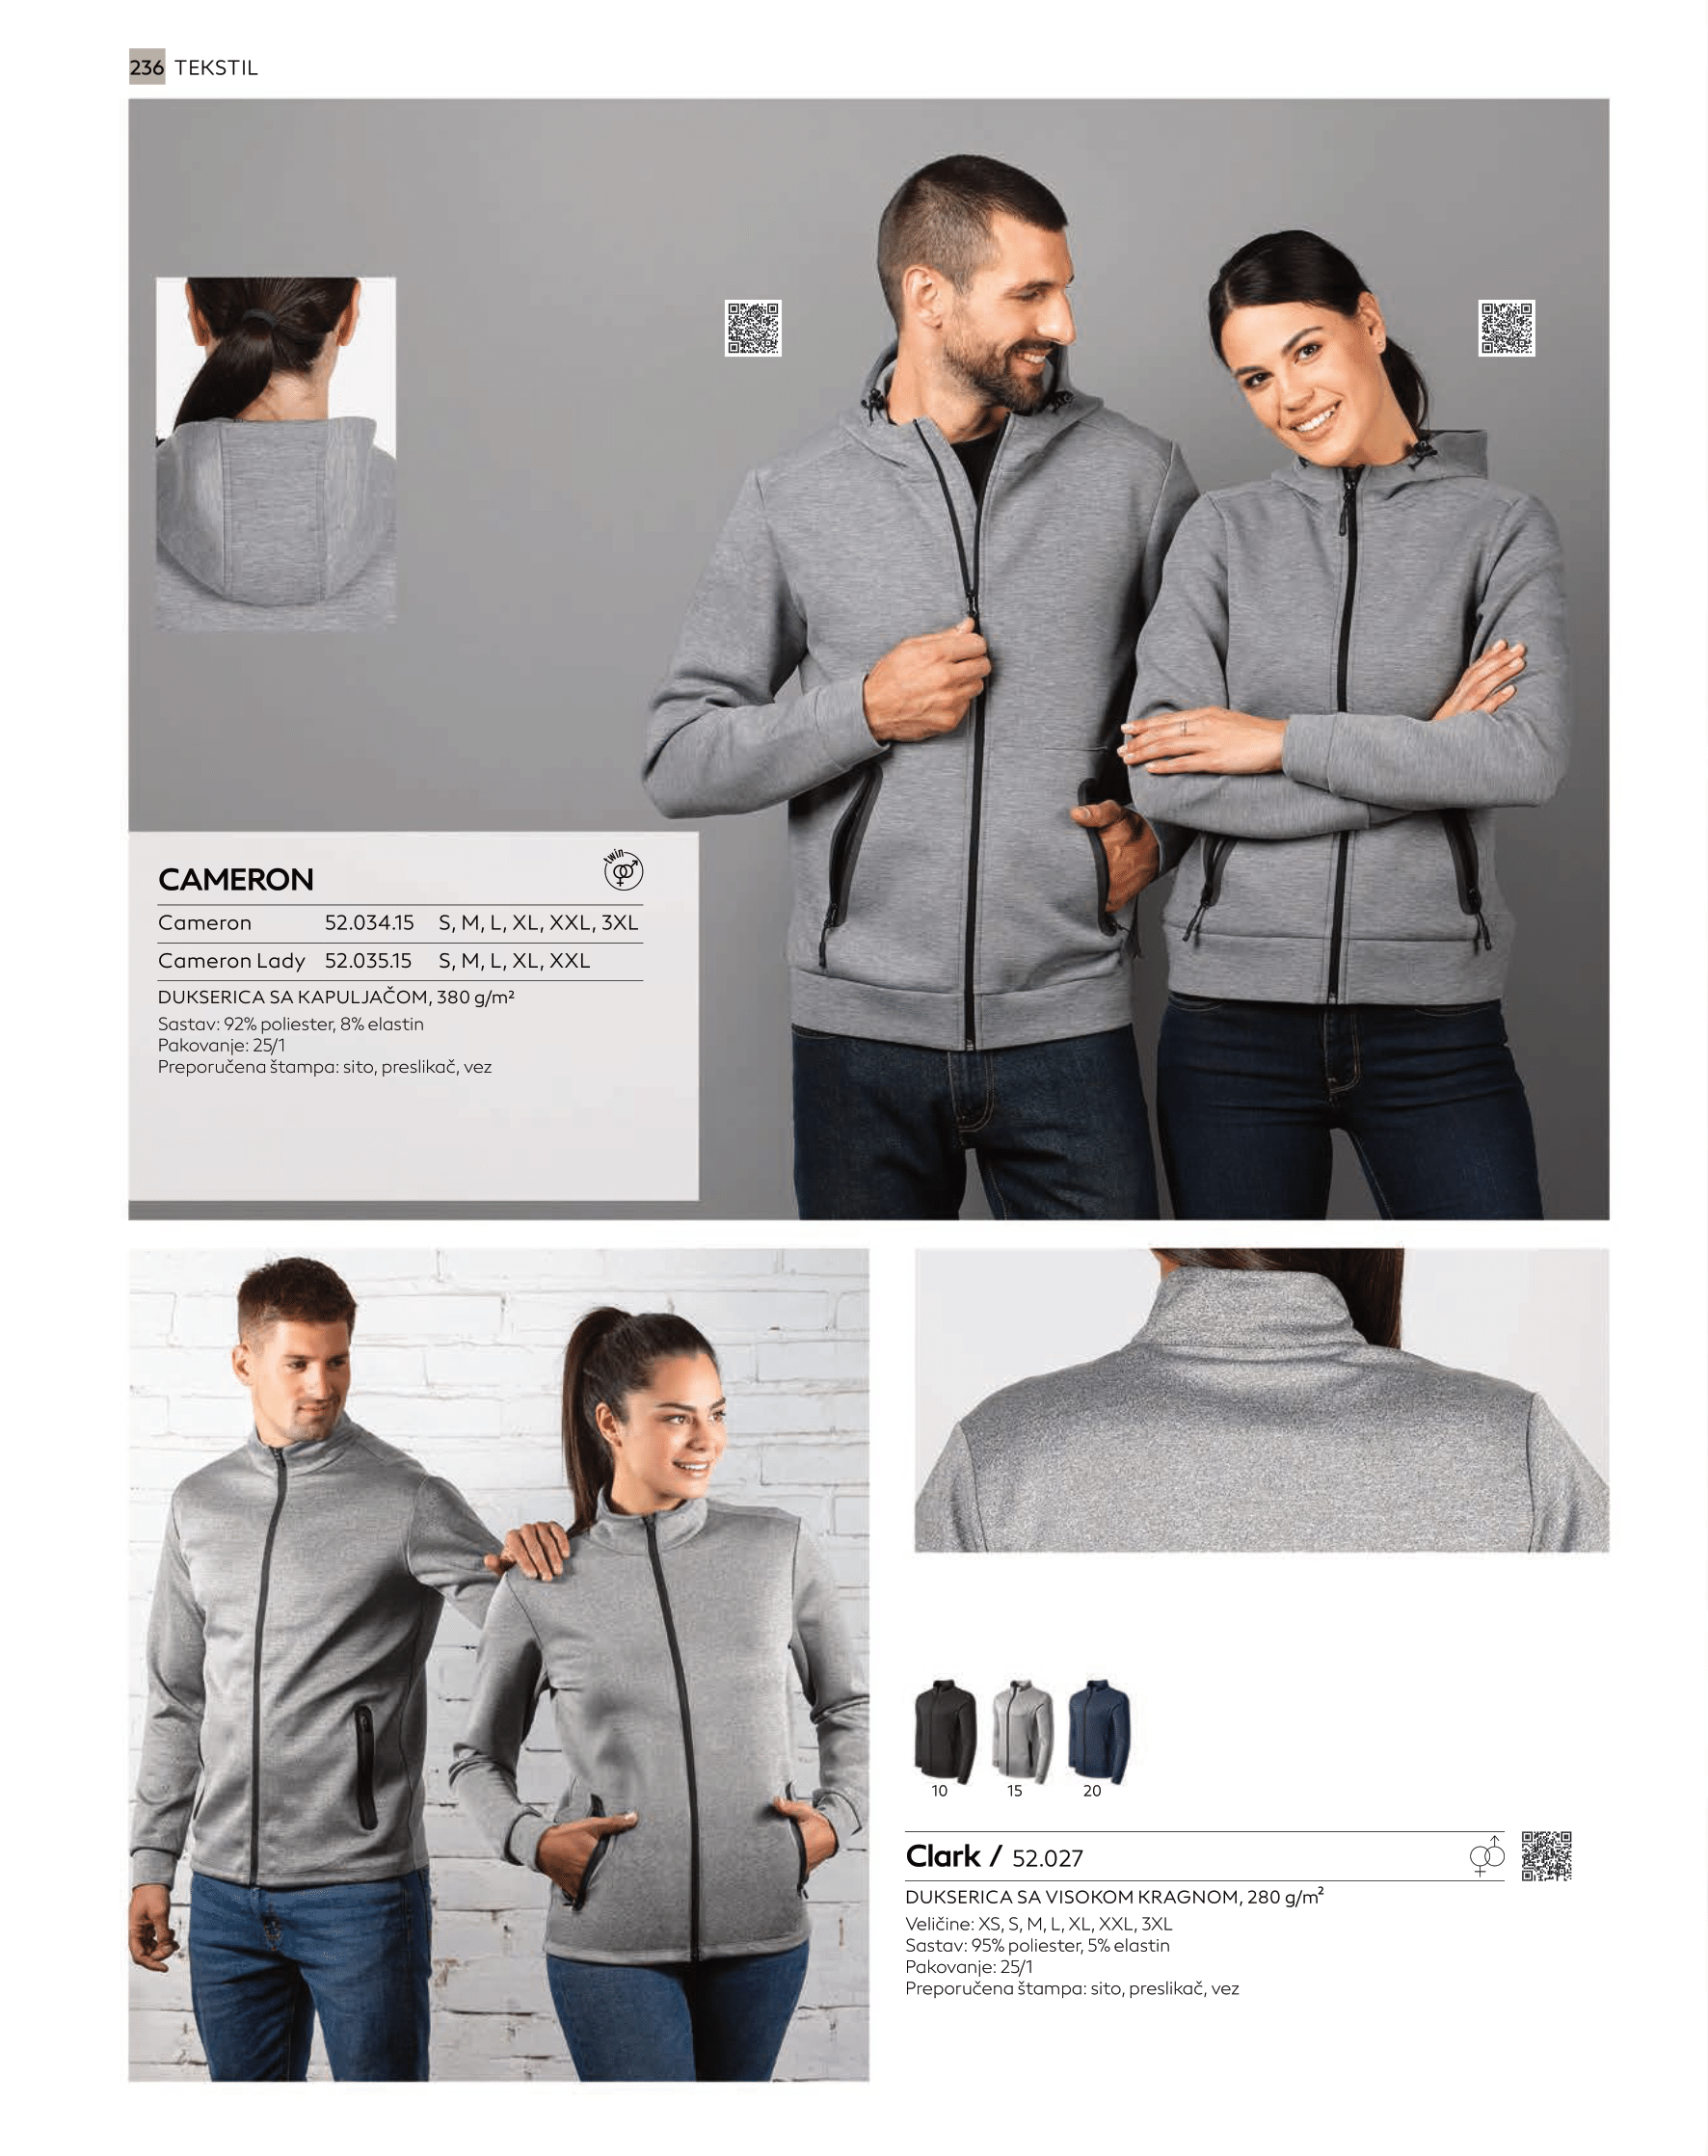 236 TEKSTIL
CAMERON
twin
Cameron 52.034.15 S, M, L, XL, XXL, 3XL
Cameron Lady 52.035.15 S, M, L, XL, XXL
DUKSERICA SA KAPULJAČOM, 380 g/m²
Sastav: 92% poliester, 8% elastin
Pakovanje: 25/1
Preporučena štampa: sito, preslikač, vez
10 15 20
Clark / 52.027
DUKSERICA SA VISOKOM KRAGNOM, 280 g/m²
Veličine: XS, S, M, L, XL, XXL, 3XL
Sastav: 95% poliester, 5% elastin
Pakovanje: 25/1
Preporučena štampa: sito, preslikač, vez